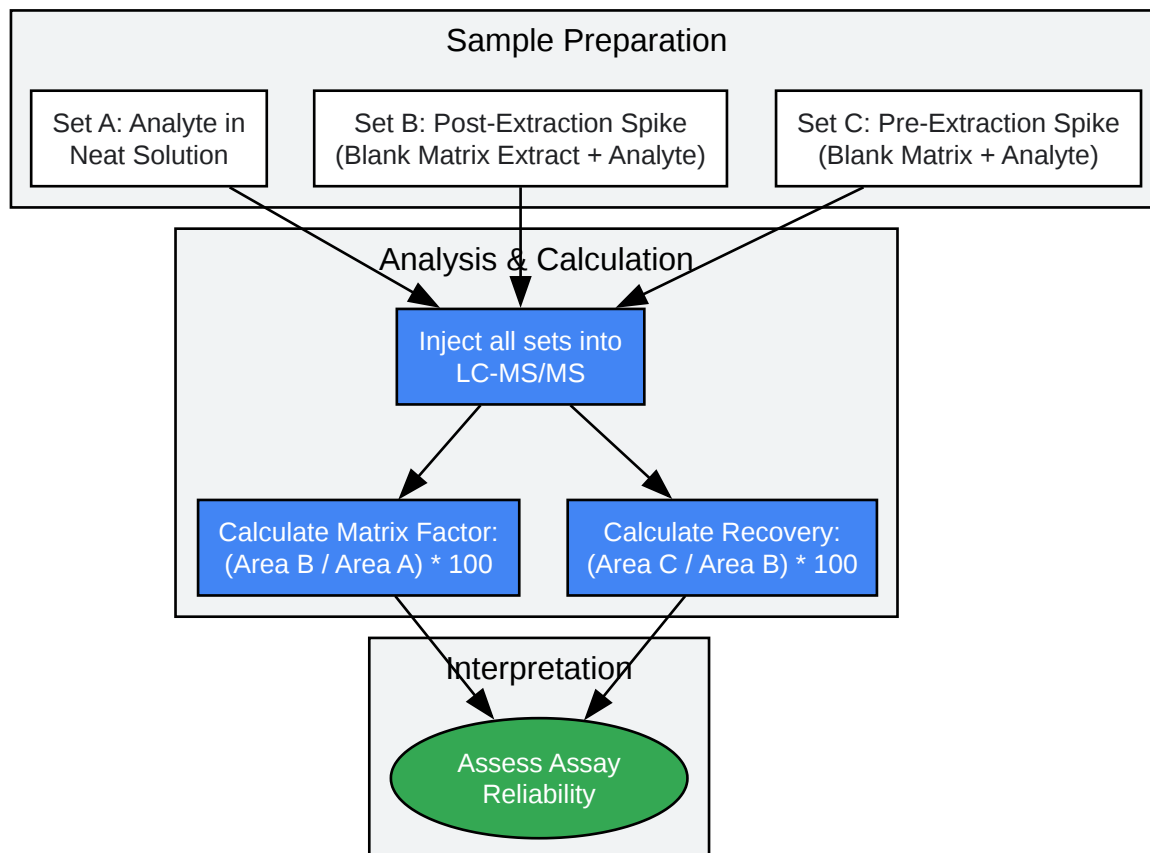 Sample Preparation
Set A: Analyte in
Neat Solution
Set B: Post-Extraction Spike
(Blank Matrix Extract + Analyte)
Set C: Pre-Extraction Spike
(Blank Matrix + Analyte)
Analysis & Calculation
Inject all sets into
LC-MS/MS
Calculate Matrix Factor:
(Area B / Area A) * 100
Calculate Recovery:
(Area C / Area B) * 100
Interpretation
Assess Assay
Reliability